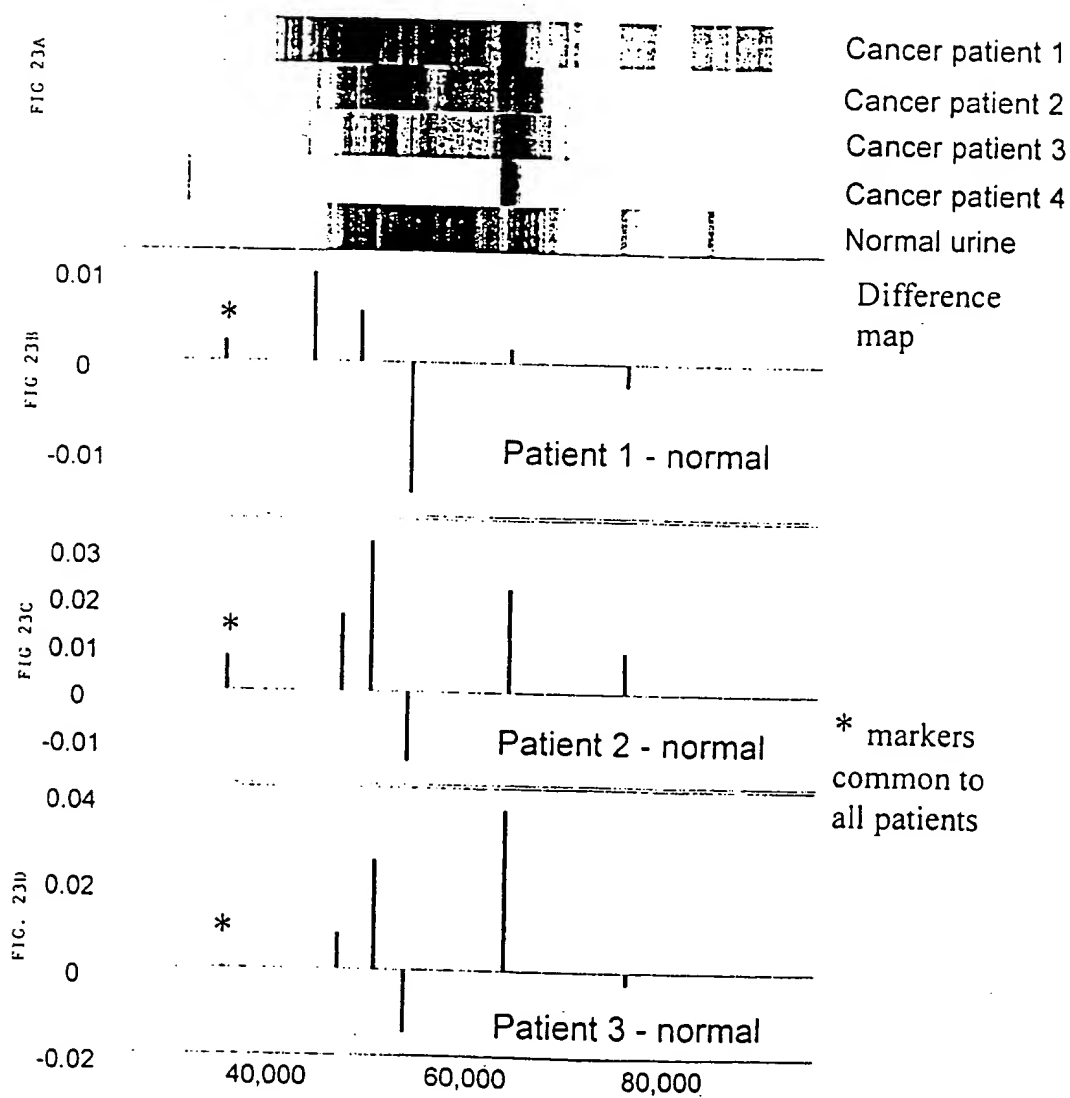 FIG 23A
Cancer patient 1
Cancer patient 2
Cancer patient 3
Cancer patient 4
Normal urine
Difference
map
FIG 23B
0.01
*
0
-0.01
Patient 1 - normal
FIG 23C
0.03
0.02
*
0.01
0
-0.01
Patient 2 - normal
* markers
common to
all patients
FIG. 23D
0.04
0.02
*
0
-0.02
Patient 3 - normal
40,000
60,000
80,000